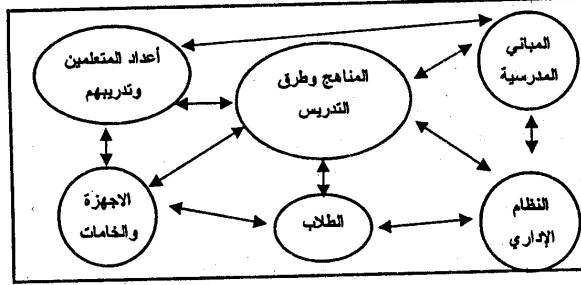 المباني
المدرسية
المناهج وطرق
التدريس
أعداد المتعلمين
وتدريبهم
النظام
الإداري
الطلاب
الاجهزة
والخامات